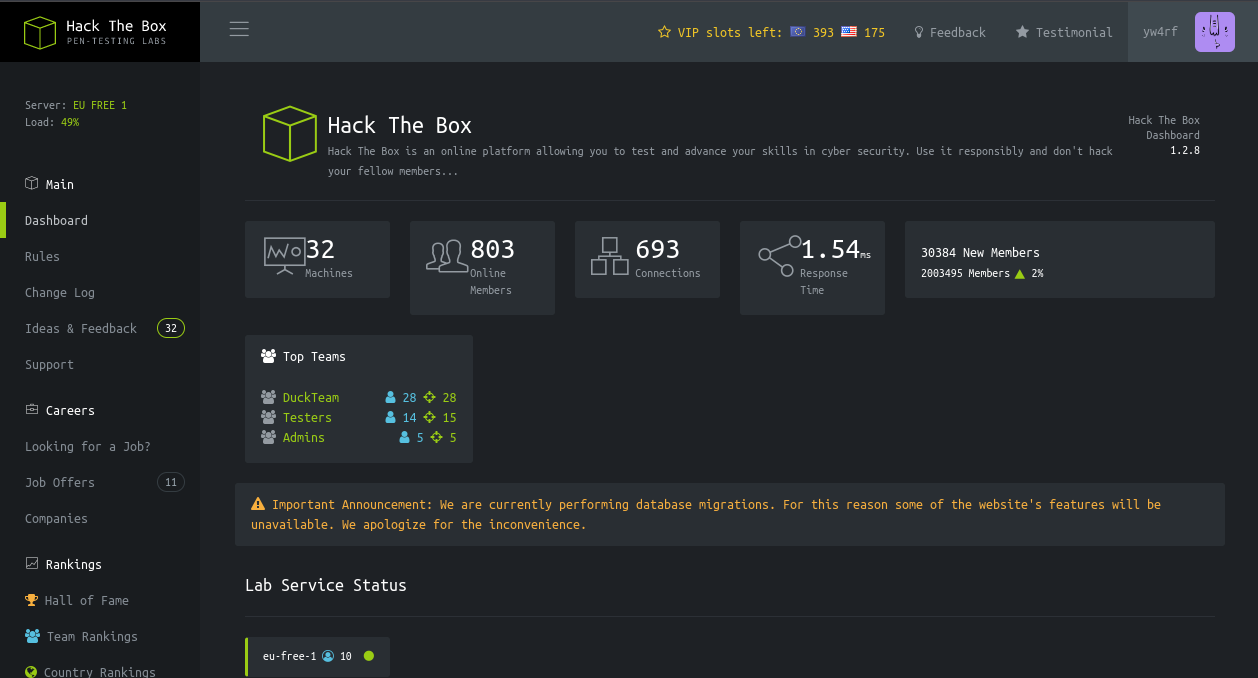 Hack The Box
PEN-TESTING LABS
VIP slots left: 393 175
Feedback
Testimonial
yw4rf
Server: EU FREE 1
Load: 49%
Main
Dashboard
Rules
Change Log
Ideas & Feedback 32
Support
Careers
Looking for a Job?
Job Offers 11
Companies
Rankings
Hall of Fame
Team Rankings
Country Rankings
Hack The Box
Hack The Box is an online platform allowing you to test and advance your skills in cyber security. Use it responsibly and don't hack
your fellow members...
Hack The Box
Dashboard
1.2.8
32
Machines
803
Online
Members
693
Connections
1.54ms
Response
Time
30384 New Members
2003495 Members 2%
Top Teams
DuckTeam 28 28
Testers 14 15
Admins 5 5
Important Announcement: We are currently performing database migrations. For this reason some of the website's features will be
unavailable. We apologize for the inconvenience.
Lab Service Status
eu-free-1 10